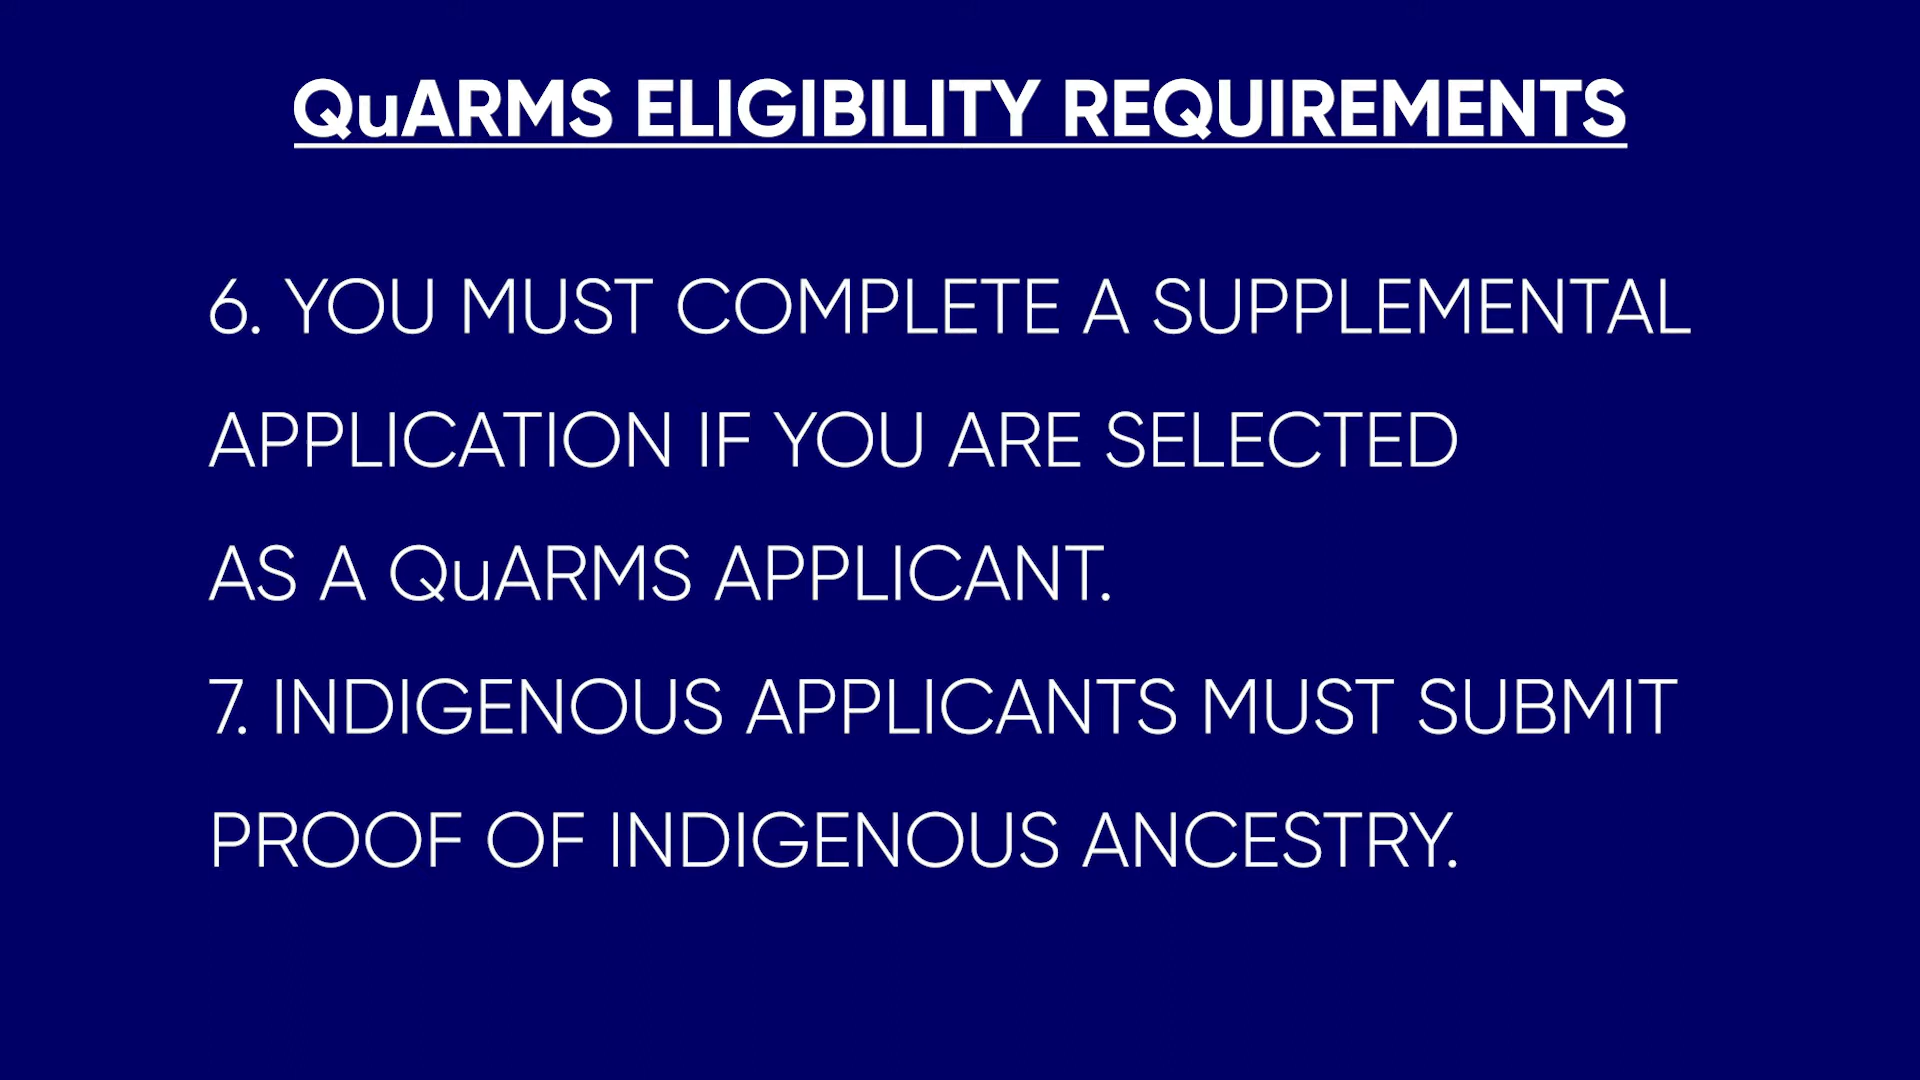 QuARMS ELIGIBILITY REQUIREMENTS
6. YOU MUST COMPLETE A SUPPLEMENTAL
APPLICATION IF YOU ARE SELECTED
AS A QuARMS APPLICANT.
7. INDIGENOUS APPLICANTS MUST SUBMIT
PROOF OF INDIGENOUS ANCESTRY.